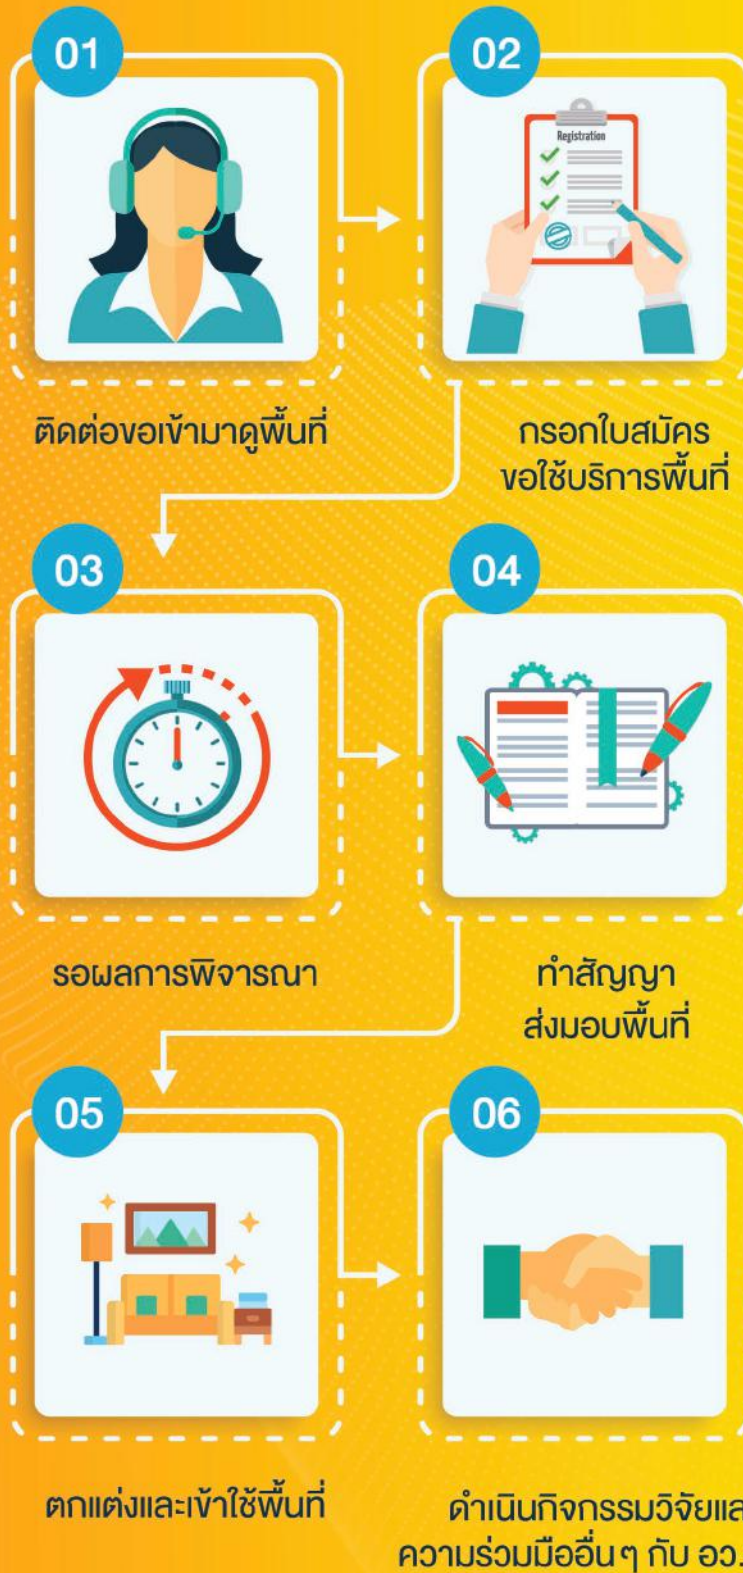 01
02
Registration
ติดต่อขอเข้ามาดูพื้นที่
กรอกใบสมัคร
ขอใช้บริการพื้นที่
03
04
รอผลการพิจารณา
ทำสัญญา
ส่งมอบพื้นที่
05
06
ตกแต่งและเข้าใช้พื้นที่
ดำเนินกิจกรรมวิจัยแล
ความร่วมมืออื่นๆ กับ อว.